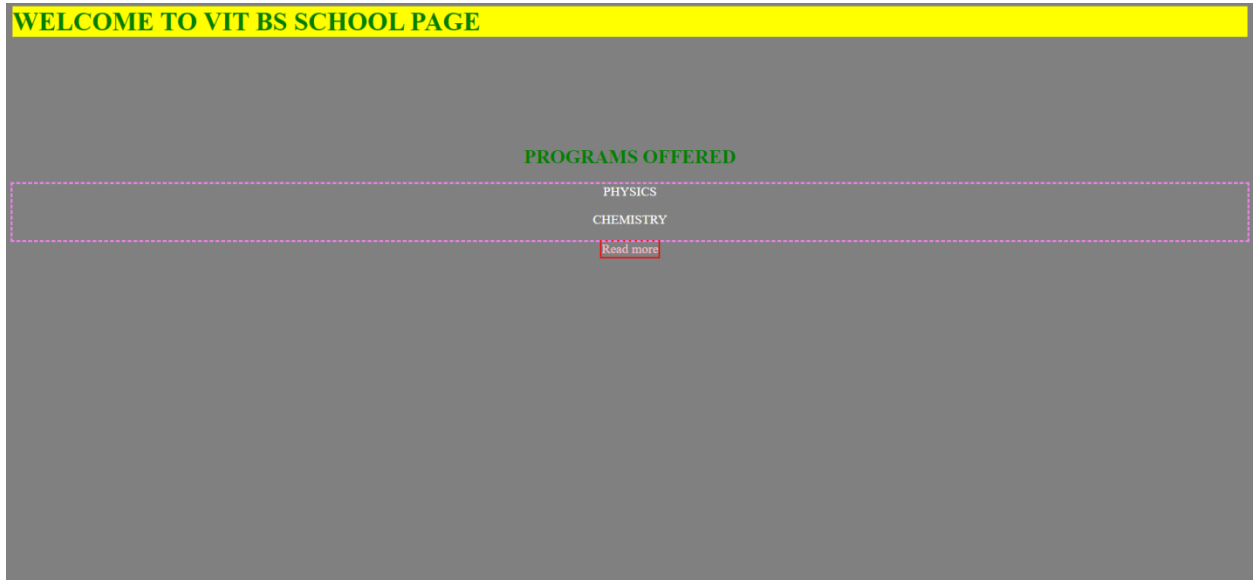 WELCOME TO VIT BS SCHOOL PAGE
PROGRAMS OFFERED
PHYSICS
CHEMISTRY
Read more